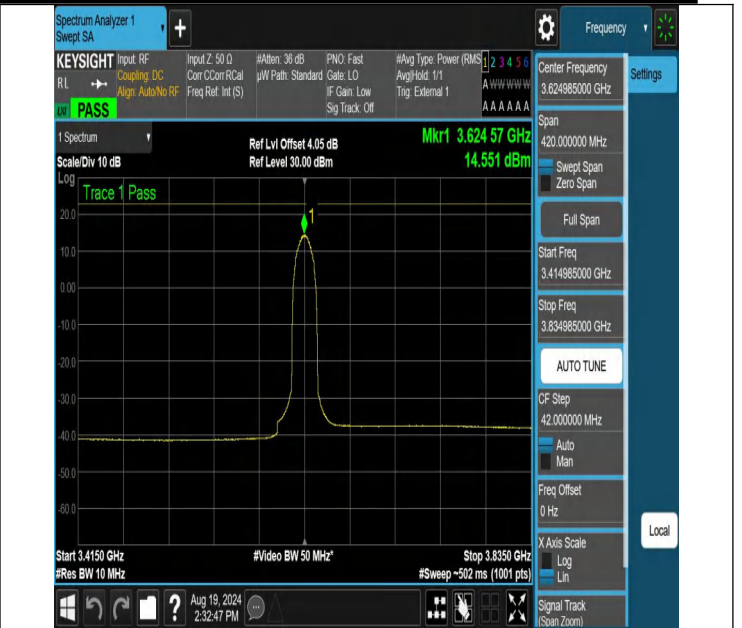 Spectrum Analyzer 1
Swept SA
+
Frequency
KEYSIGHT
RL
PASS
Input: RF
Coupling: DC
Align: Auto/No RF
Input Z: 50 Ω
Corr CCorr RCal
Freq Ref: Int (S)
#Atten: 36 dB
µW Path: Standard
PNO: Fast
Gate: LO
IF Gain: Low
Sig Track: Off
#Avg Type: Power (RMS
Avg|Hold: 1/1
Trig: External 1
1 2 3 4 5 6
A W W W W W
A A A A A A
1 Spectrum
Scale/Div 10 dB
Ref Lvl Offset 4.05 dB
Ref Level 30.00 dBm
Mkr1 3.624 57 GHz
14.551 dBm
Log
Trace 1 Pass
1
20.0
10.0
0.00
-10.0
-20.0
-30.0
-40.0
-50.0
-60.0
Start 3.4150 GHz
#Res BW 10 MHz
#Video BW 50 MHz*
Stop 3.8350 GHz
#Sweep ~502 ms (1001 pts)
Center Frequency
3.624985000 GHz
Settings
Span
420.000000 MHz
Swept Span
Zero Span
Full Span
Start Freq
3.414985000 GHz
Stop Freq
3.834985000 GHz
AUTO TUNE
CF Step
42.000000 MHz
Auto
Man
Freq Offset
0 Hz
X Axis Scale
Log
Lin
Signal Track
(Span Zoom)
Local
?
Aug 19, 2024
2:32:47 PM